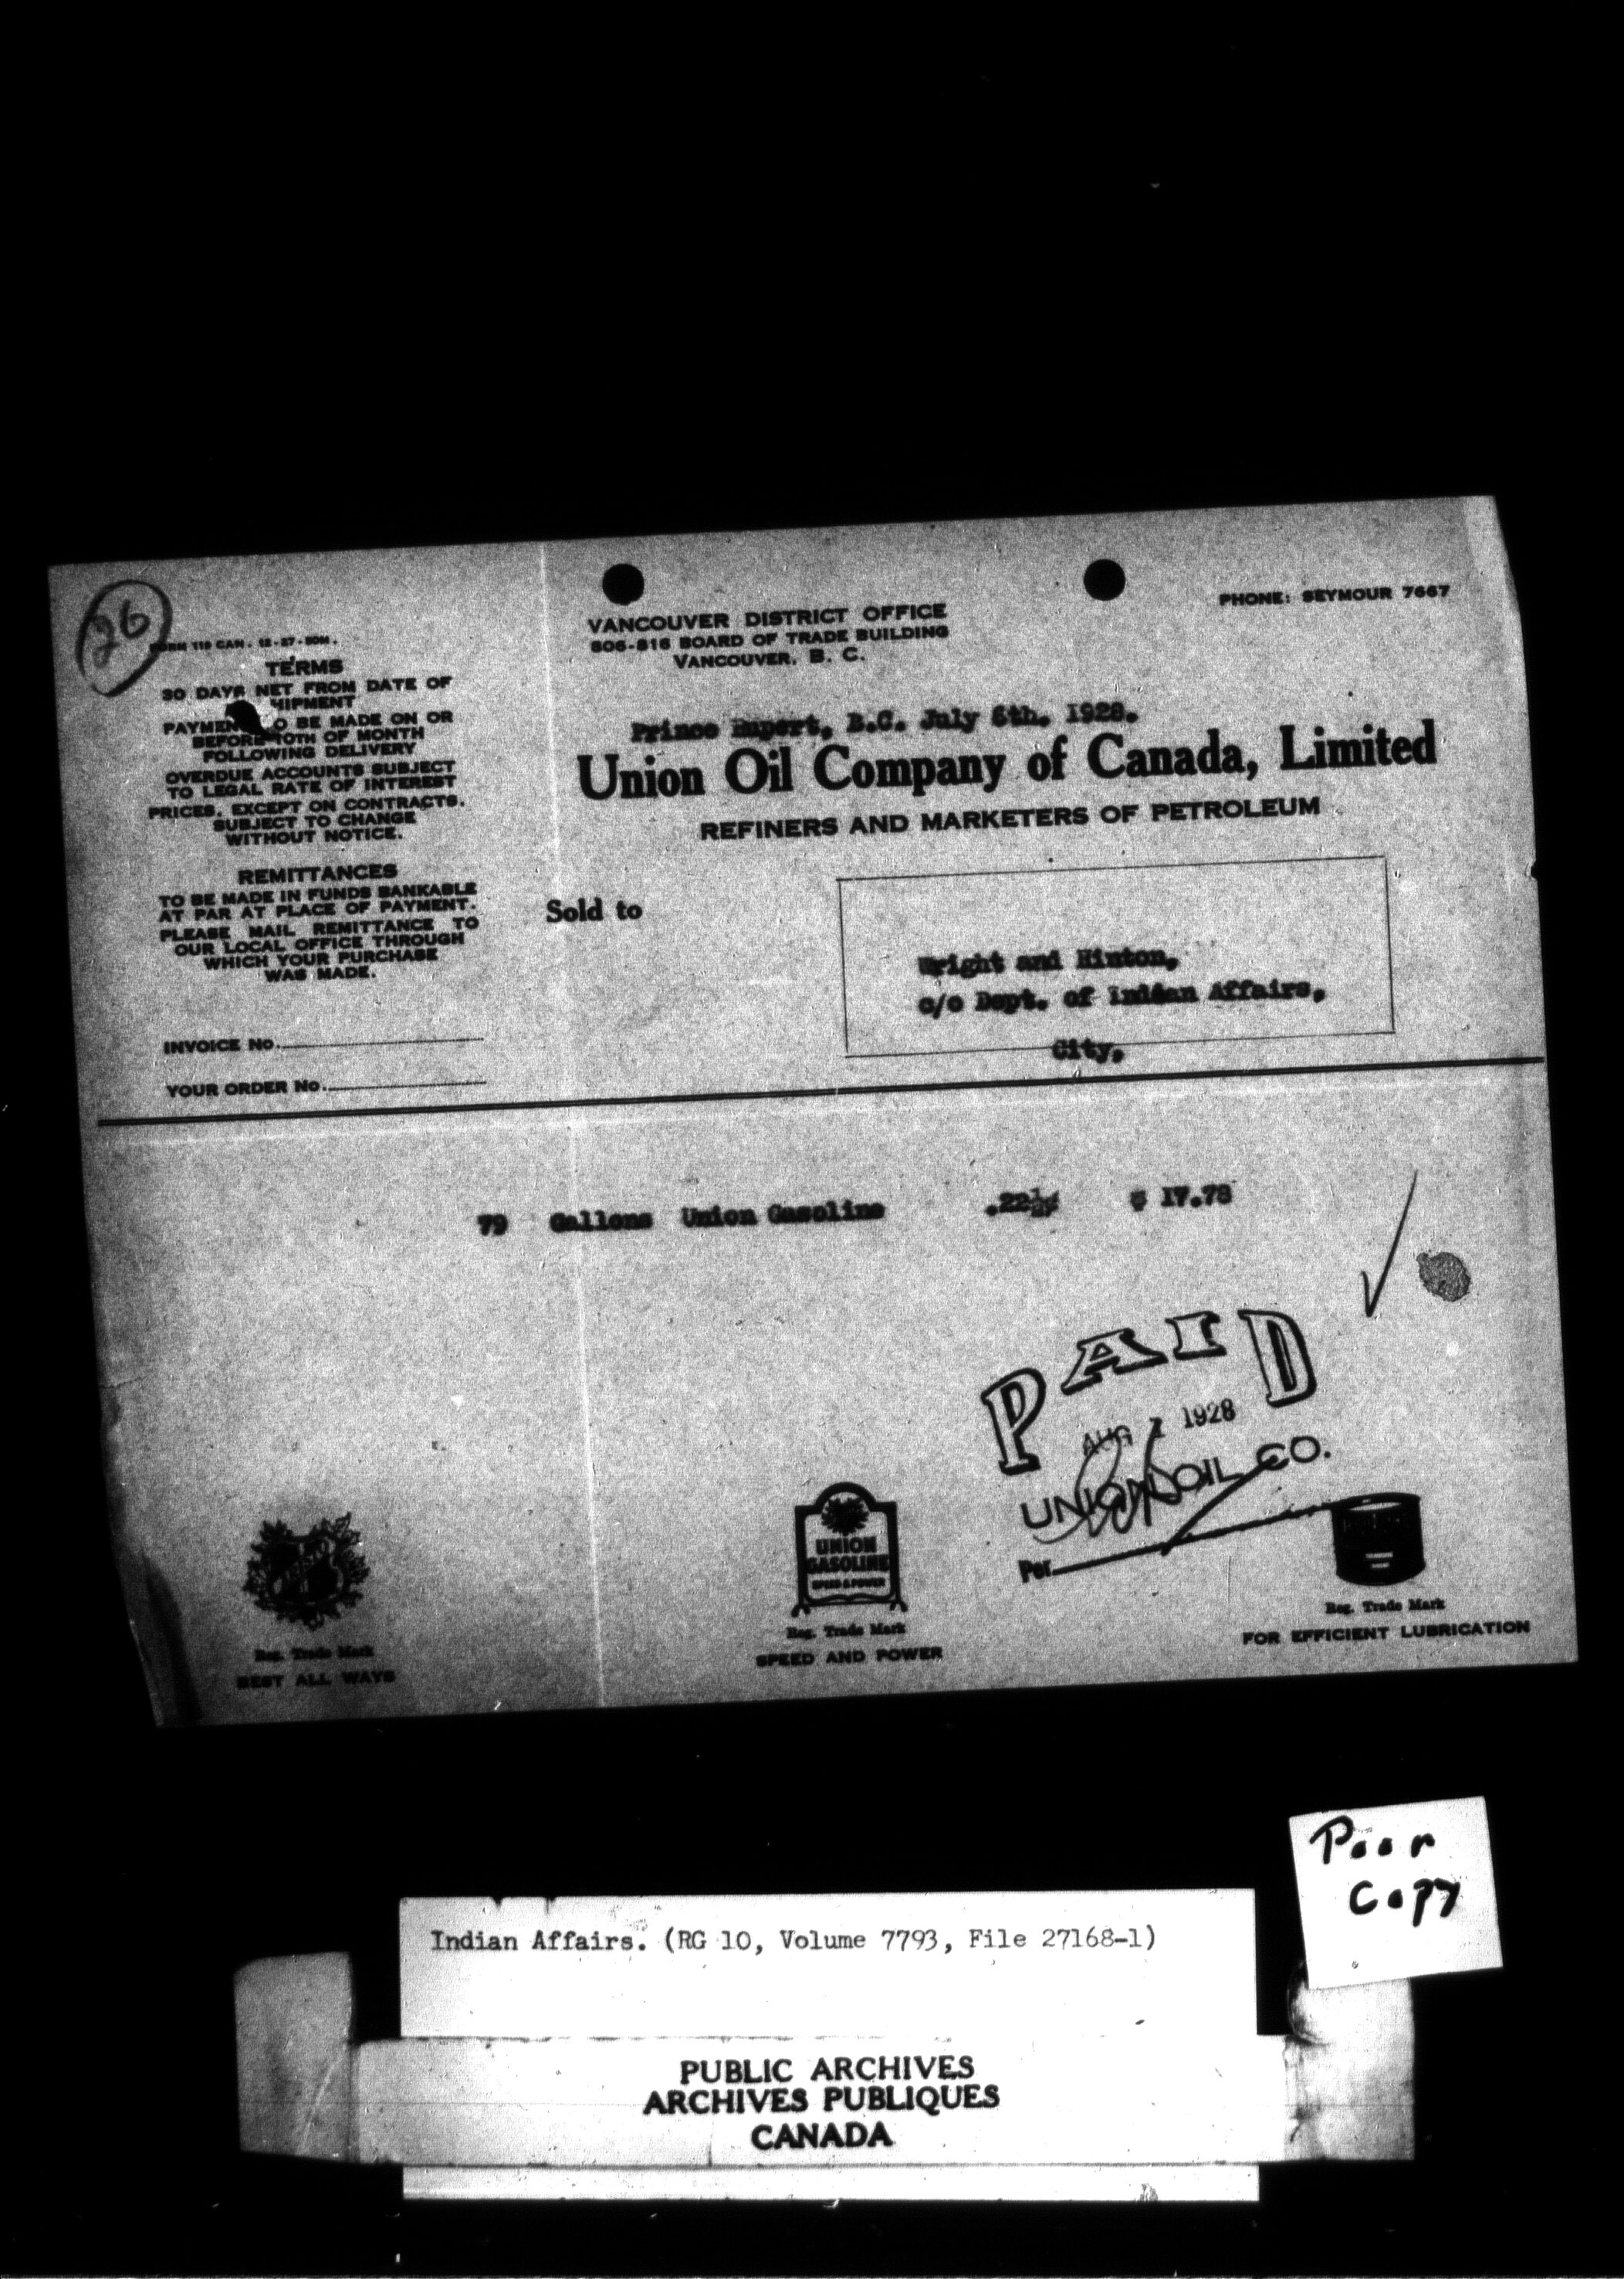 26
FORM 110 CAN. 12-27-50M.
TERMS
30 DAYS NET FROM DATE OF
HIPMENT
PAYMEN O BE MADE ON OR
BEFORE 10TH OF MONTH
FOLLOWING DELIVERY
OVERDUE ACCOUNTS SUBJECT
TO LEGAL RATE OF INTEREST
PRICES, EXCEPT ON CONTRACTS,
SUBJECT TO CHANGE
WITHOUT NOTICE.
REMITTANCES
TO BE MADE IN FUNDS BANKABLE
AT PAR AT PLACE OF PAYMENT.
PLEASE MAIL REMITTANCE TO
OUR LOCAL OFFICE THROUGH
WHICH YOUR PURCHASE
WAS MADE.
INVOICE No.
YOUR ORDER No.
VANCOUVER DISTRICT OFFICE
806-816 BOARD OF TRADE BUILDING
VANCOUVER, B. C.
PHONE: SEYMOUR 7667
Prince Rupert, B.C. July 6th. 1928.
Union Oil Company of Canada, Limited
REFINERS AND MARKETERS OF PETROLEUM
Sold to
Wright and Hinton,
c/o Dept. of Indian Affairs,
City,
79 Gallons Union Gasoline .22½¢ $ 17.78
PAID
AUG 1928
UNION OIL CO.
Per
Reg. Trade Mark
BEST ALL WAYS
UNION
GASOLINE
SPEED & POWER
Reg. Trade Mark
SPEED AND POWER
Reg. Trade Mark
FOR EFFICIENT LUBRICATION
Poor
Copy
Indian Affairs. (RG 10, Volume 7793, File 27168-1)
PUBLIC ARCHIVES
ARCHIVES PUBLIQUES
CANADA